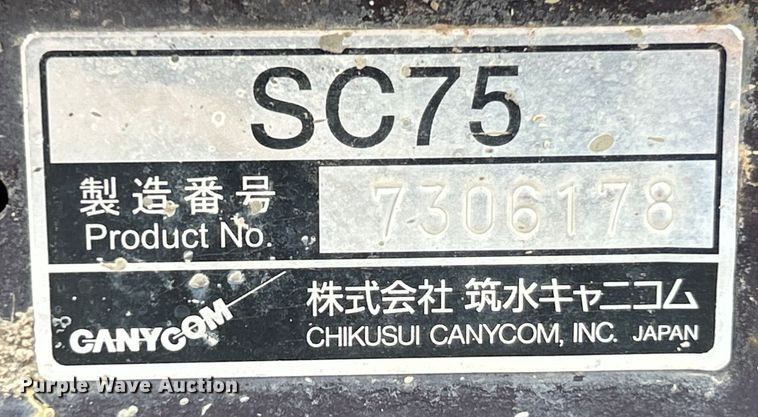 SC75
製造番号
Product No.
7306178
CANYCOM
株式会社 筑水キャニコム
CHIKUSUI CANYCOM, INC. JAPAN
Purple Wave Auction